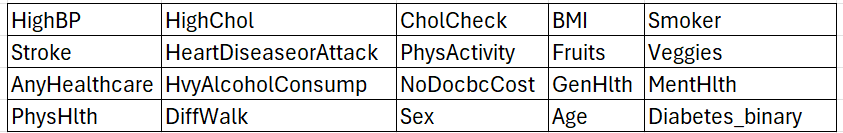 HighBP HighChol CholCheck BMI Smoker
Stroke HeartDiseaseorAttack PhysActivity Fruits Veggies
AnyHealthcare HvyAlcoholConsump NoDocbcCost GenHlth MentHlth
PhysHlth DiffWalk Sex Age Diabetes_binary